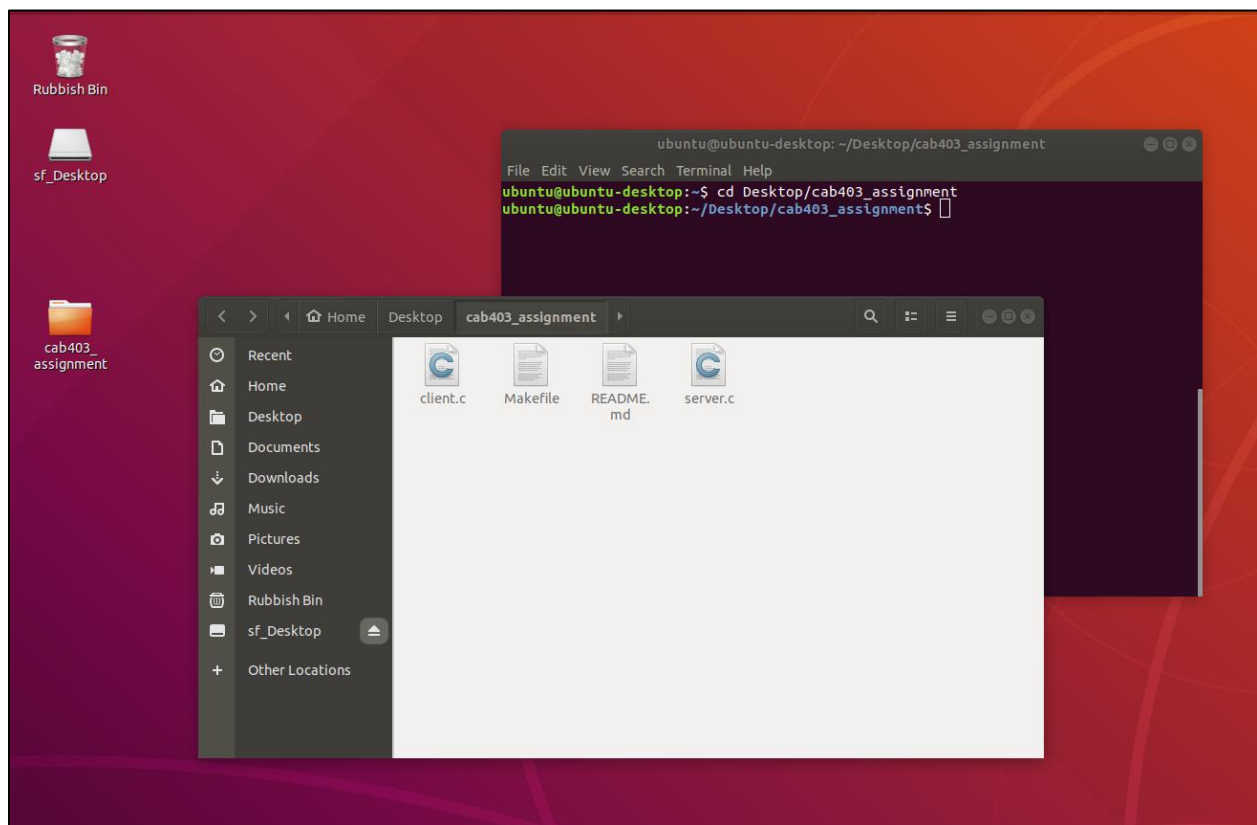 Rubbish Bin
sf_Desktop
cab403_
assignment
ubuntu@ubuntu-desktop: ~/Desktop/cab403_assignment
File Edit View Search Terminal Help
ubuntu@ubuntu-desktop:~$ cd Desktop/cab403_assignment
ubuntu@ubuntu-desktop:~/Desktop/cab403_assignment$
Home Desktop cab403_assignment
Recent
Home
Desktop
Documents
Downloads
Music
Pictures
Videos
Rubbish Bin
sf_Desktop
+ Other Locations
client.c
Makefile
README.
md
server.c